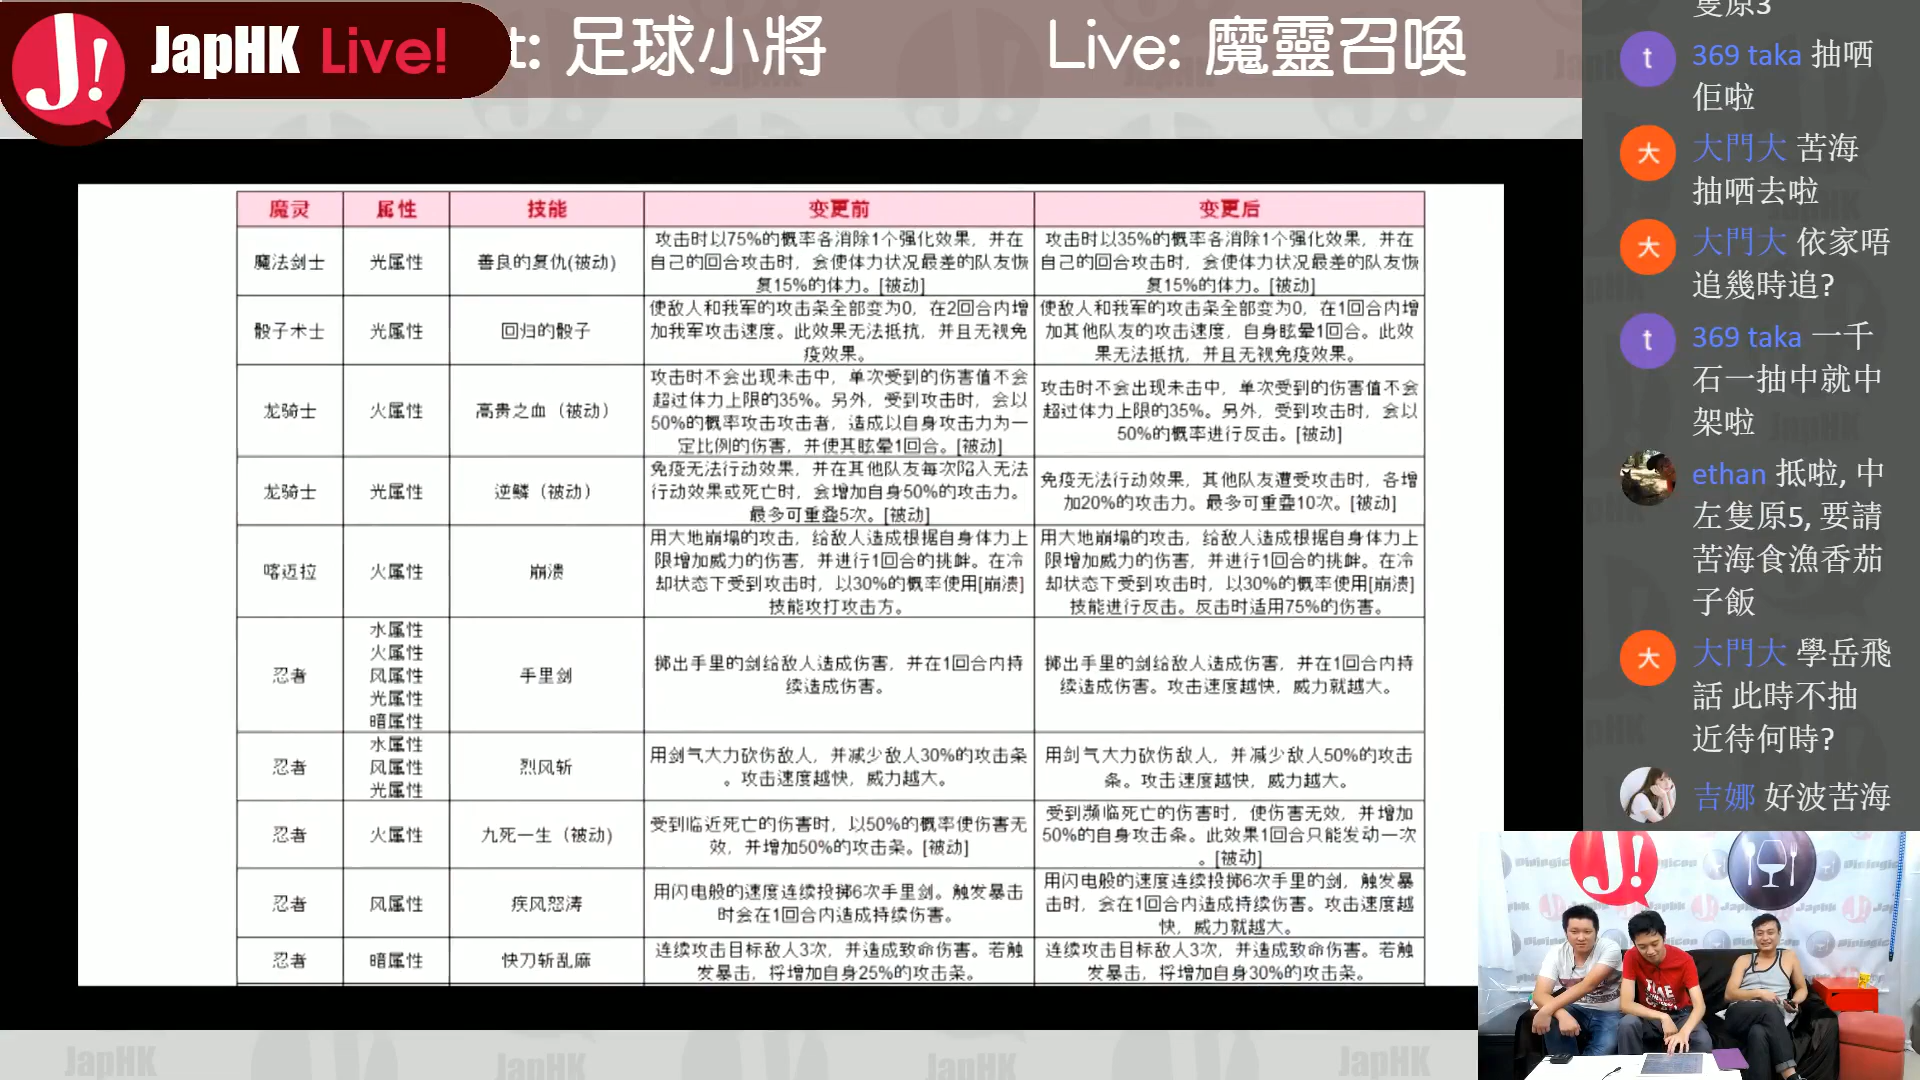 JapHK Live!
t: 足球小將
Live: 魔靈召喚
魔灵 属性 技能 变更前 变更后
魔法剑士 光属性 善良的复仇(被动)
攻击时以75%的概率各消除1个强化效果，并在
自己的回合攻击时，会使体力状况最差的队友恢
复15%的体力。[被动]
攻击时以35%的概率各消除1个强化效果，并在
自己的回合攻击时，会使体力状况最差的队友恢
复15%的体力。[被动]
骰子术士 光属性 回归的骰子
使敌人和我军的攻击条全部变为0，在2回合内增
加我军攻击速度。此效果无法抵抗，并且无视免
疫效果。
使敌人和我军的攻击条全部变为0，在1回合内增
加其他队友的攻击速度，自身眩晕1回合。此效
果无法抵抗，并且无视免疫效果。
龙骑士 火属性 高贵之血（被动）
攻击时不会出现未击中，单次受到的伤害值不会
超过体力上限的35%。另外，受到攻击时，会以
50%的概率攻击攻击者，造成以自身攻击力为一
定比例的伤害，并使其眩晕1回合。[被动]
攻击时不会出现未击中，单次受到的伤害值不会
超过体力上限的35%。另外，受到攻击时，会以
50%的概率进行反击。[被动]
龙骑士 光属性 逆鳞（被动）
免疫无法行动效果，并在其他队友每次陷入无法
行动效果或死亡时，会增加自身50%的攻击力。
最多可重叠5次。[被动]
免疫无法行动效果，其他队友遭受攻击时，各增
加20%的攻击力。最多可重叠10次。[被动]
喀迈拉 火属性 崩溃
用大地崩塌的攻击，给敌人造成根据自身体力上
限增加威力的伤害，并进行1回合的挑衅。在冷
却状态下受到攻击时，以30%的概率使用[崩溃]
技能攻打攻击方。
用大地崩塌的攻击，给敌人造成根据自身体力上
限增加威力的伤害，并进行1回合的挑衅。在冷
却状态下受到攻击时，以30%的概率使用[崩溃]
技能进行反击。反击时适用75%的伤害。
忍者
水属性
火属性
风属性
光属性
暗属性
手里剑
掷出手里的剑给敌人造成伤害，并在1回合内持
续造成伤害。
掷出手里的剑给敌人造成伤害，并在1回合内持
续造成伤害。攻击速度越快，威力就越大。
忍者
水属性
风属性
光属性
烈风斩
用剑气大力砍伤敌人，并减少敌人30%的攻击条
。攻击速度越快，威力越大。
用剑气大力砍伤敌人，并减少敌人50%的攻击
条。攻击速度越快，威力越大。
忍者 火属性 九死一生（被动）
受到临近死亡的伤害时，以50%的概率使伤害无
效，并增加50%的攻击条。[被动]
受到濒临死亡的伤害时，使伤害无效，并增加
50%的自身攻击条。此效果1回合只能发动一次
。[被动]
忍者 风属性 疾风怒涛
用闪电般的速度连续投掷6次手里剑。触发暴击
时会在1回合内造成持续伤害。
用闪电般的速度连续投掷6次手里的剑，触发暴
击时，会在1回合内造成持续伤害。攻击速度越
快，威力就越大。
忍者 暗属性 快刀斩乱麻
连续攻击目标敌人3次，并造成致命伤害。若触
发暴击，将增加自身25%的攻击条。
连续攻击目标敌人3次，并造成致命伤害。若触
发暴击，将增加自身30%的攻击条。
隻原3
t 369 taka 抽哂
佢啦
大 大門大 苦海
抽哂去啦
大 大門大 依家唔
追幾時追?
t 369 taka 一千
石一抽中就中
架啦
ethan 抵啦, 中
左隻原5, 要請
苦海食漁香茄
子飯
大 大門大 學岳飛
話 此時不抽
近待何時?
吉娜 好波苦海
JapHK
JapHK
JapHK
JapHK